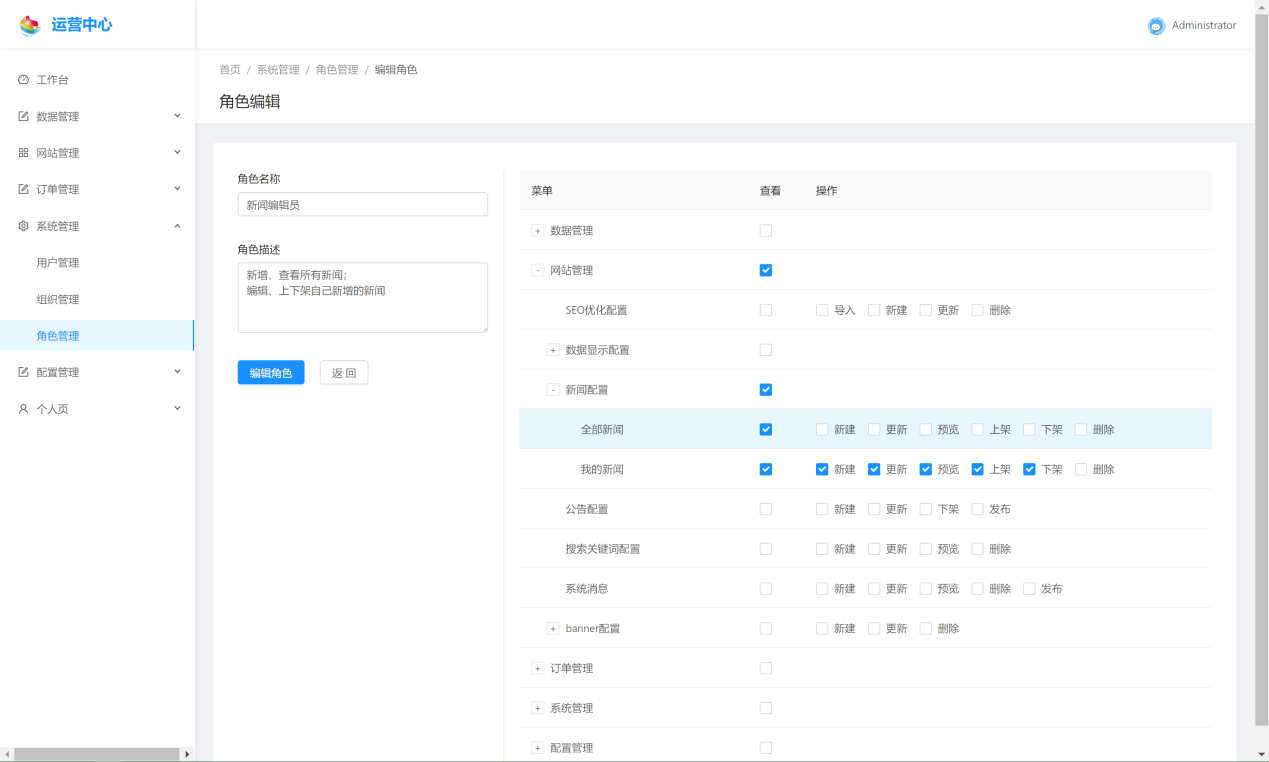 运营中心
Administrator
工作台
数据管理
网站管理
订单管理
系统管理
用户管理
组织管理
角色管理
配置管理
个人页
首页 / 系统管理 / 角色管理 / 编辑角色
角色编辑
角色名称
新闻编辑员
角色描述
新增、查看所有新闻；
编辑、上下架自己新增的新闻
编辑角色 返 回
菜单 查看 操作
+ 数据管理
- 网站管理
SEO优化配置 导入 新建 更新 删除
+ 数据显示配置
- 新闻配置
全部新闻 新建 更新 预览 上架 下架 删除
我的新闻 新建 更新 预览 上架 下架 删除
公告配置 新建 更新 下架 发布
搜索关键词配置 新建 更新 预览 删除
系统消息 新建 更新 预览 删除 发布
+ banner配置 新建 更新 删除
+ 订单管理
+ 系统管理
+ 配置管理